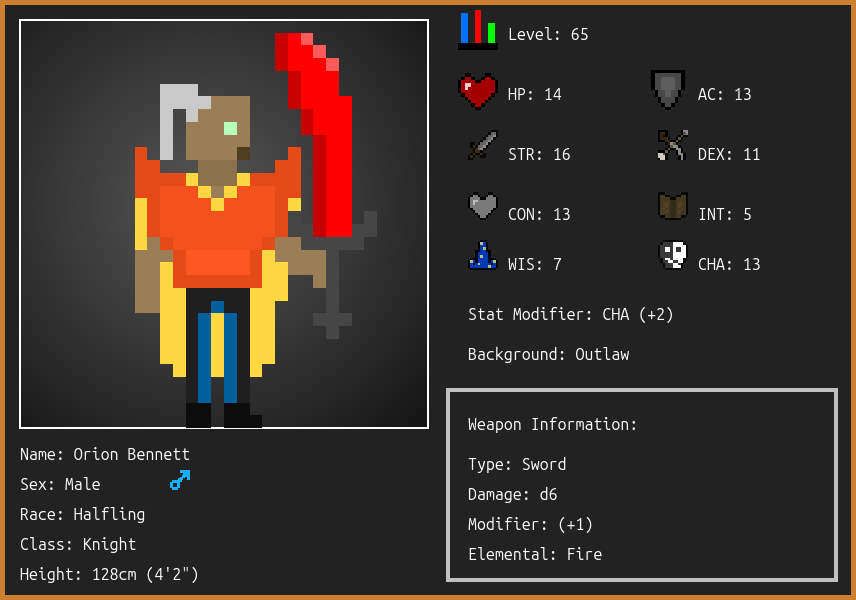 Level: 65
HP: 14
AC: 13
STR: 16
DEX: 11
CON: 13
INT: 5
WIS: 7
CHA: 13
Stat Modifier: CHA (+2)
Background: Outlaw
Weapon Information:
Type: Sword
Damage: d6
Modifier: (+1)
Elemental: Fire
Name: Orion Bennett
Sex: Male
Race: Halfling
Class: Knight
Height: 128cm (4'2")